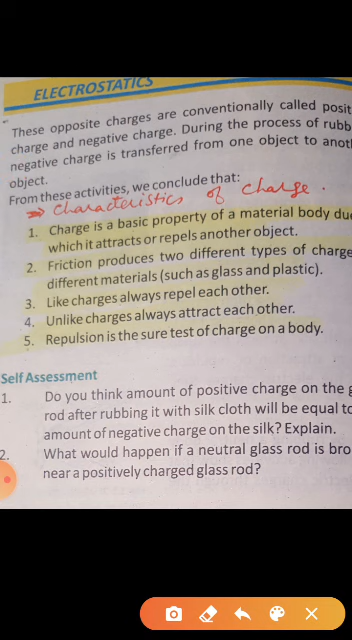 ELECTROSTATICS
These opposite charges are conventionally called
charge and negative charge. During the process of
negative charge is transferred from one object to
object.
From these activities, we conclude that:
⇒ Characteristics of charge.
1. Charge is a basic property of a material body
which it attracts or repels another object.
2. Friction produces two different types of charge
different materials (such as glass and plastic).
3. Like charges always repel each other.
4. Unlike charges always attract each other.
5. Repulsion is the sure test of charge on a body.
Self Assessment
1. Do you think amount of positive charge on the
rod after rubbing it with silk cloth will be equal
amount of negative charge on the silk? Explain.
2. What would happen if a neutral glass rod is
near a positively charged glass rod?